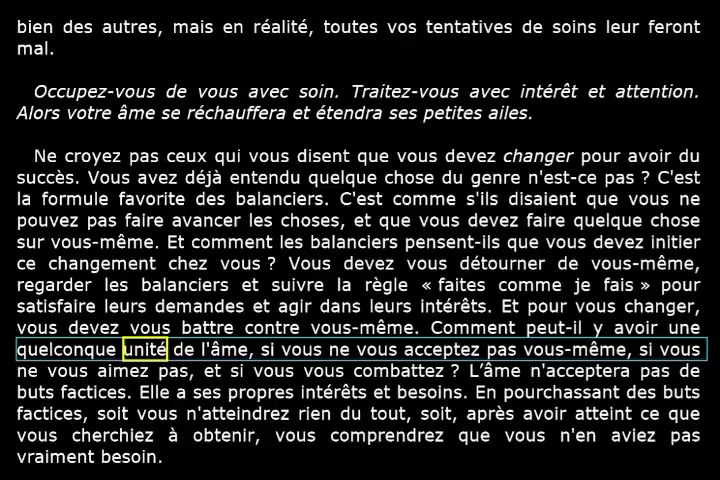 bien des autres, mais en réalité, toutes vos tentatives de soins leur feront
mal.
Occupez-vous de vous avec soin. Traitez-vous avec intérêt et attention.
Alors votre âme se réchauffera et étendra ses petites ailes.
Ne croyez pas ceux qui vous disent que vous devez changer pour avoir du
succès. Vous avez déjà entendu quelque chose du genre n'est-ce pas ? C'est
la formule favorite des balanciers. C'est comme s'ils disaient que vous ne
pouvez pas faire avancer les choses, et que vous devez faire quelque chose
sur vous-même. Et comment les balanciers pensent-ils que vous devez initier
ce changement chez vous ? Vous devez vous détourner de vous-même,
regarder les balanciers et suivre la règle « faites comme je fais » pour
satisfaire leurs demandes et agir dans leurs intérêts. Et pour vous changer,
vous devez vous battre contre vous-même. Comment peut-il y avoir une
quelconque unité de l'âme, si vous ne vous acceptez pas vous-même, si vous
ne vous aimez pas, et si vous vous combattez ? L’âme n'acceptera pas de
buts factices. Elle a ses propres intérêts et besoins. En pourchassant des buts
factices, soit vous n'atteindrez rien du tout, soit, après avoir atteint ce que
vous cherchiez à obtenir, vous comprendrez que vous n'en aviez pas
vraiment besoin.